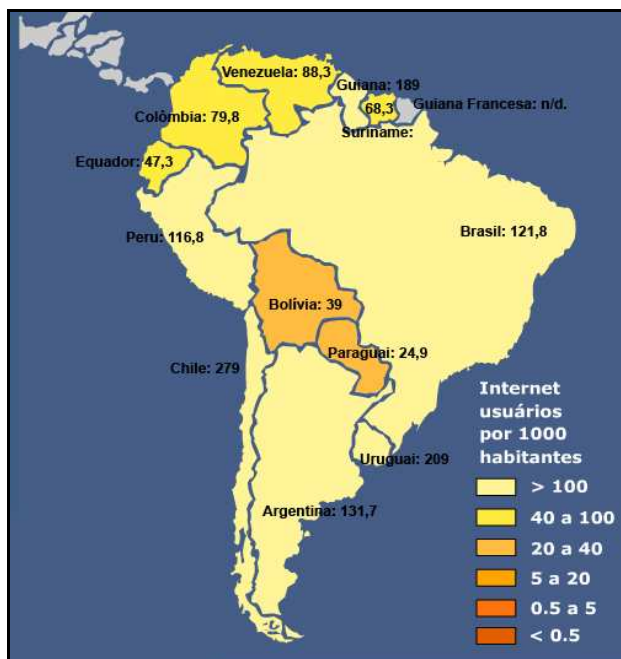 Venezuela: 88,3
Guiana: 189
Colômbia: 79,8
68,3
Guiana Francesa: n/d.
Suriname:
Equador: 47,3
Peru: 116,8
Brasil: 121,8
Bolívia: 39
Paraguai: 24,9
Chile: 279
Uruguai: 209
Argentina: 131,7
Internet
usuários
por 1000
habitantes
> 100
40 a 100
20 a 40
5 a 20
0.5 a 5
< 0.5